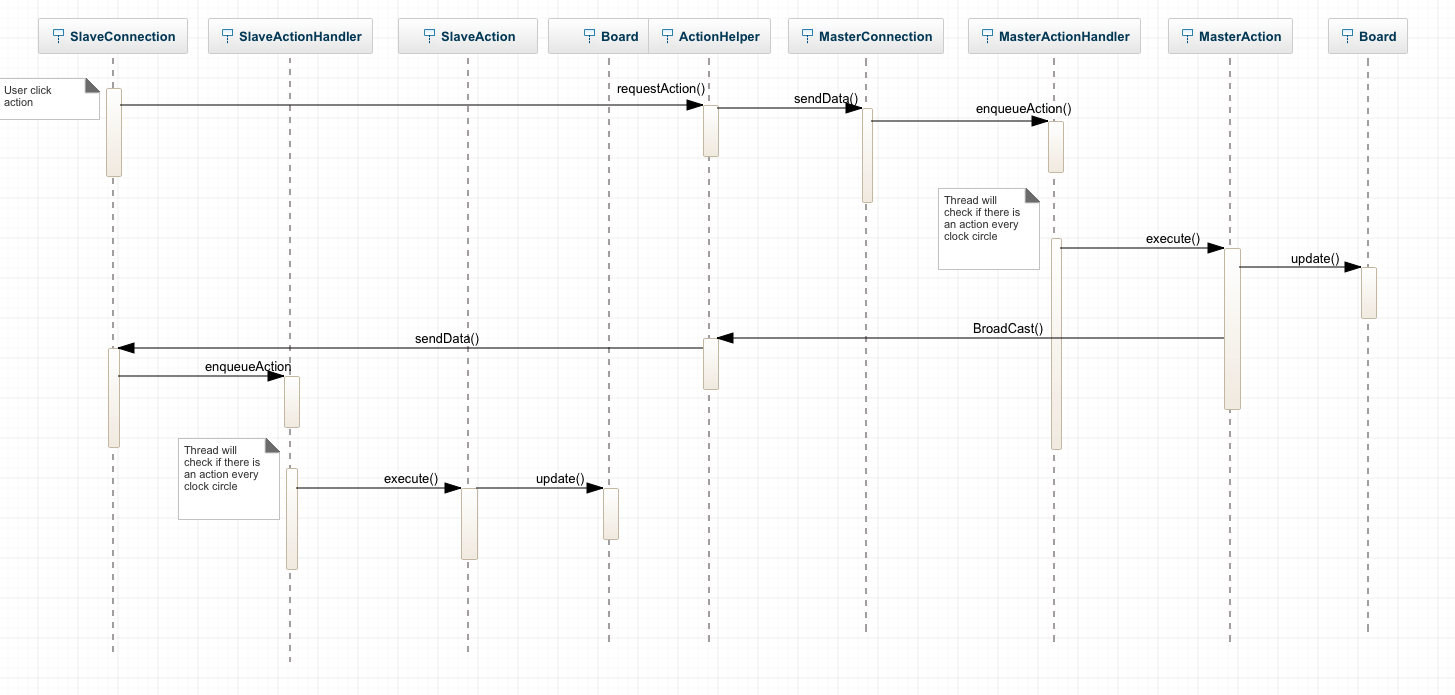 SlaveConnection
SlaveActionHandler
SlaveAction
Board
ActionHelper
MasterConnection
MasterActionHandler
MasterAction
Board
User click
action
requestAction()
sendData()
enqueueAction()
Thread will
check if there is
an action every
clock circle
execute()
update()
BroadCast()
sendData()
enqueueAction
Thread will
check if there is
an action every
clock circle
execute()
update()